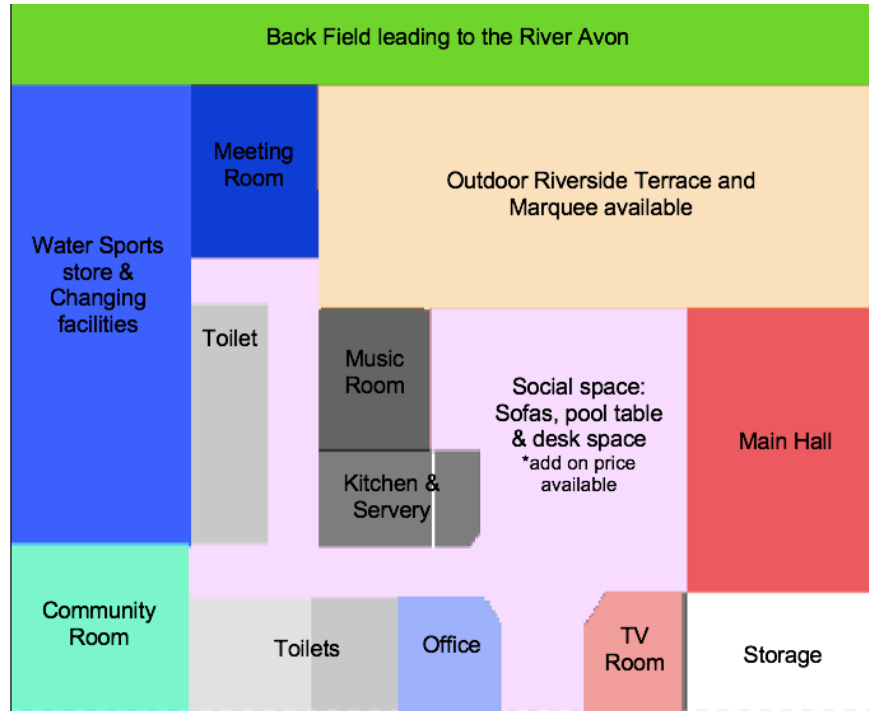 Back Field leading to the River Avon
Meeting
Room
Outdoor Riverside Terrace and
Marquee available
Water Sports
store &
Changing
facilities
Toilet
Music
Room
Social space:
Sofas, pool table
& desk space
*add on price
available
Main Hall
Kitchen &
Servery
Community
Room
Toilets
Office
TV
Room
Storage